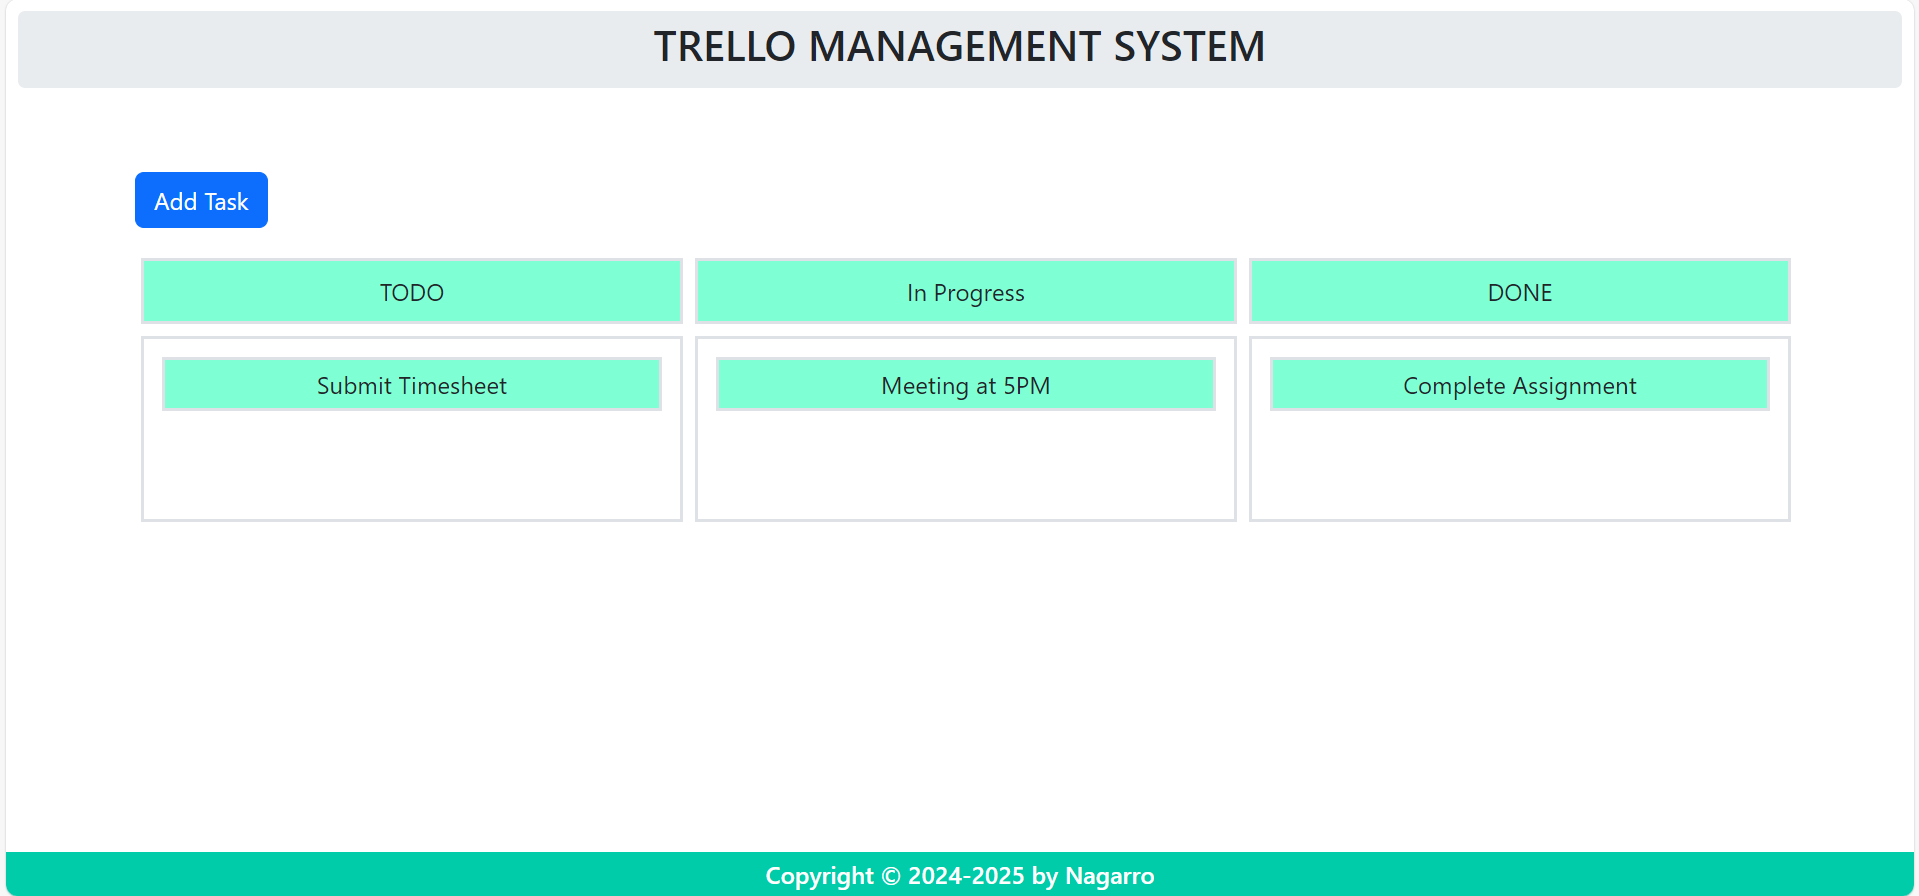 TRELLO MANAGEMENT SYSTEM
Add Task
TODO
In Progress
DONE
Submit Timesheet
Meeting at 5PM
Complete Assignment
Copyright © 2024-2025 by Nagarro